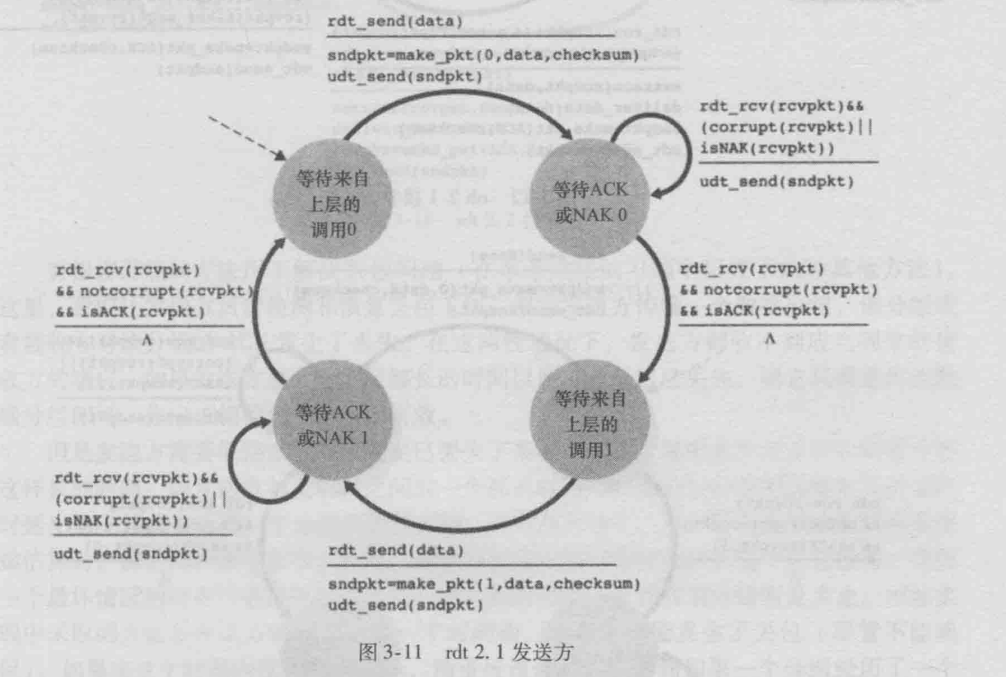 rdt_send(data)
sndpkt=make_pkt(0,data,checksum)
udt_send(sndpkt)
rdt_rcv(rcvpkt)&&
(corrupt(rcvpkt)||
isNAK(rcvpkt))
udt_send(sndpkt)
等待来自
上层的
调用0
等待ACK
或NAK 0
rdt_rcv(rcvpkt)
&& notcorrupt(rcvpkt)
&& isACK(rcvpkt)
Λ
rdt_rcv(rcvpkt)
&& notcorrupt(rcvpkt)
&& isACK(rcvpkt)
Λ
等待ACK
或NAK 1
等待来自
上层的
调用1
rdt_rcv(rcvpkt)&&
(corrupt(rcvpkt)||
isNAK(rcvpkt))
udt_send(sndpkt)
rdt_send(data)
sndpkt=make_pkt(1,data,checksum)
udt_send(sndpkt)
图3-11 rdt 2.1 发送方